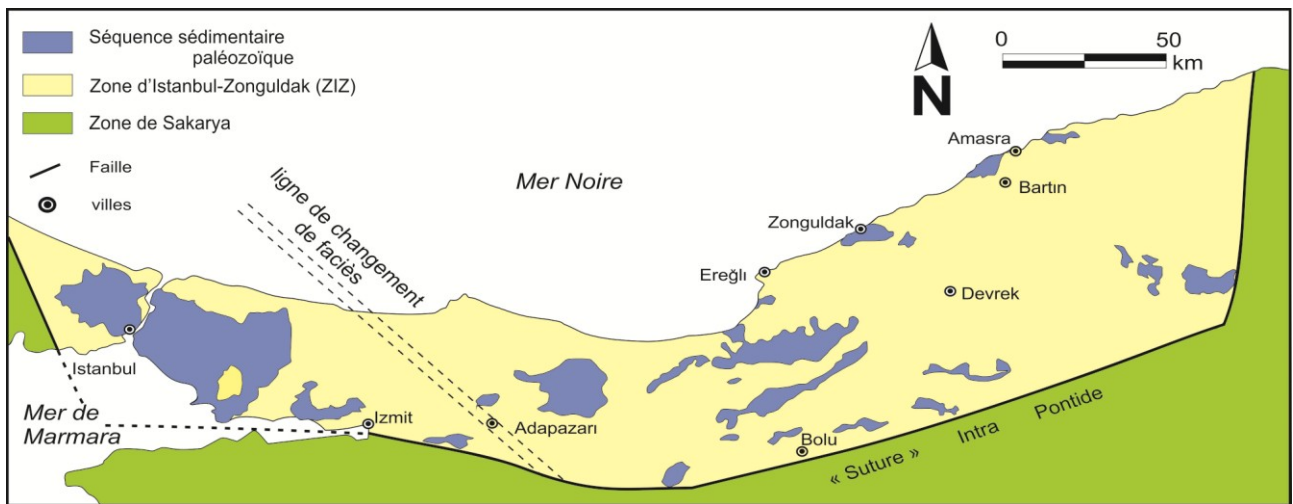 Séquence sédimentaire
paléozoïque
Zone d'Istanbul-Zonguldak (ZIZ)
Zone de Sakarya
Faille
villes
ligne de changement
de faciès
Mer Noire
N
0 50
km
Amasra
Bartın
Zonguldak
Ereğlı
Devrek
Istanbul
Mer de
Marmara
Izmit
Adapazarı
Bolu
« Suture » Intra Pontide